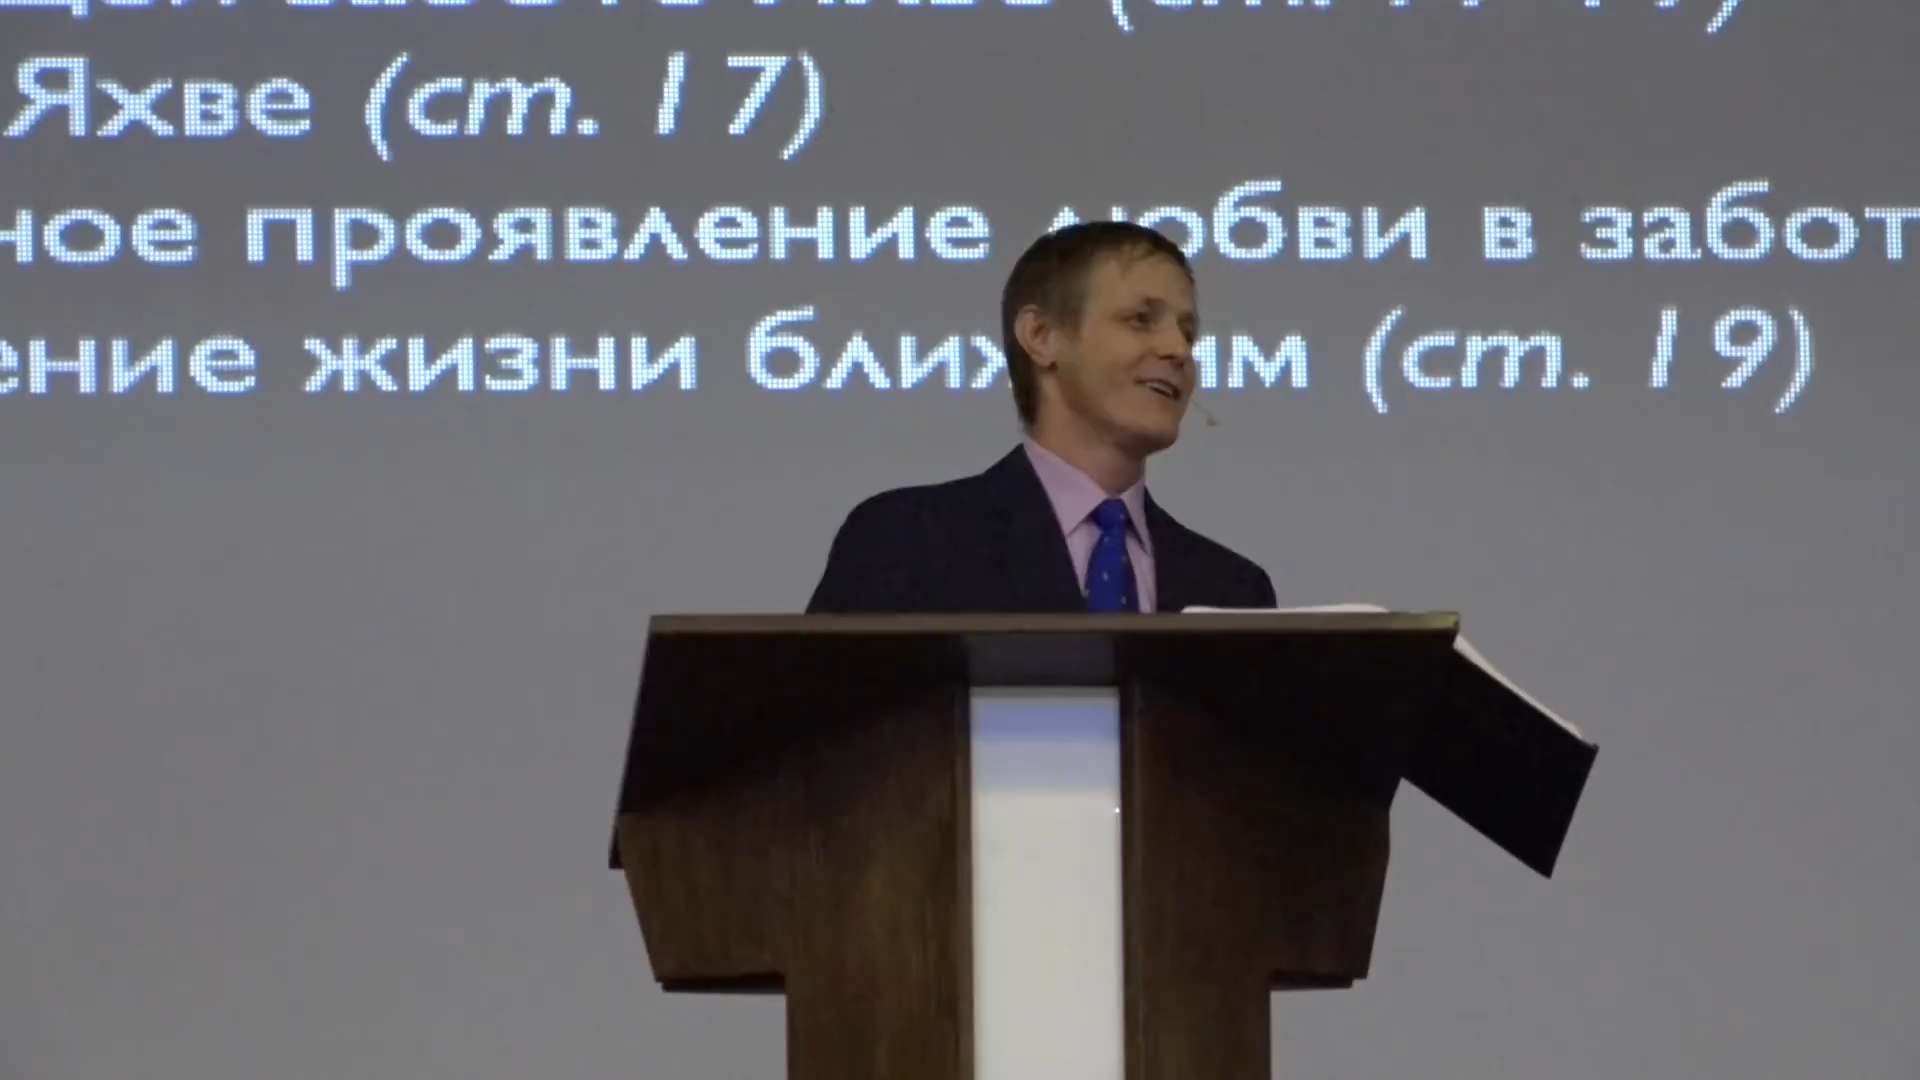 Яхве (ст. 17)
ное проявление любви в забот
ение жизни ближним (ст. 19)